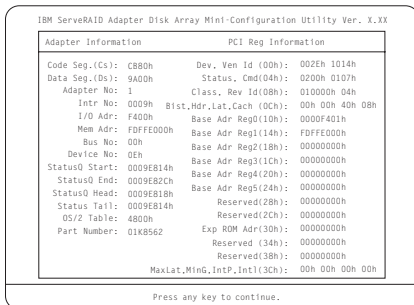 IBM ServeRAID Adapter Disk Array Mini-Configuration Utility Ver. X.XX
Adapter Information PCI Reg Information
Code Seg.(Cs): CB80h Dev, Ven Id (00h): 002Eh 1014h
Data Seg.(Ds): 9A00h Status, Cmd(04h): 0200h 0107h
Adapter No: 1 Class, Rev Id(08h): 010000h 04h
Intr No: 0009h Bist,Hdr,Lat,Cach (0Ch): 00h 00h 40h 08h
I/O Adr: F400h Base Adr Reg0(10h): 0000F401h
Mem Adr: FDFFE000h Base Adr Reg1(14h): FDFFE000h
Bus No: 00h Base Adr Reg2(18h): 00000000h
Device No: 0Eh Base Adr Reg3(1Ch): 00000000h
StatusQ Start: 0009E814h Base Adr Reg4(20h): 00000000h
StatusQ End: 0009E82Ch Base Adr Reg5(24h): 00000000h
StatusQ Head: 0009E818h Reserved(28h): 00000000h
Status Tail: 0009E814h Reserved(2Ch): 00000000h
OS/2 Table: 4800h Exp ROM Adr(30h): 00000000h
Part Number: 01K8562 Reserved (34h): 00000000h
Reserved(38h): 00000000h
MaxLat,MinG,IntP,Intl(3Ch): 00h 00h 00h 00h
Press any key to continue.